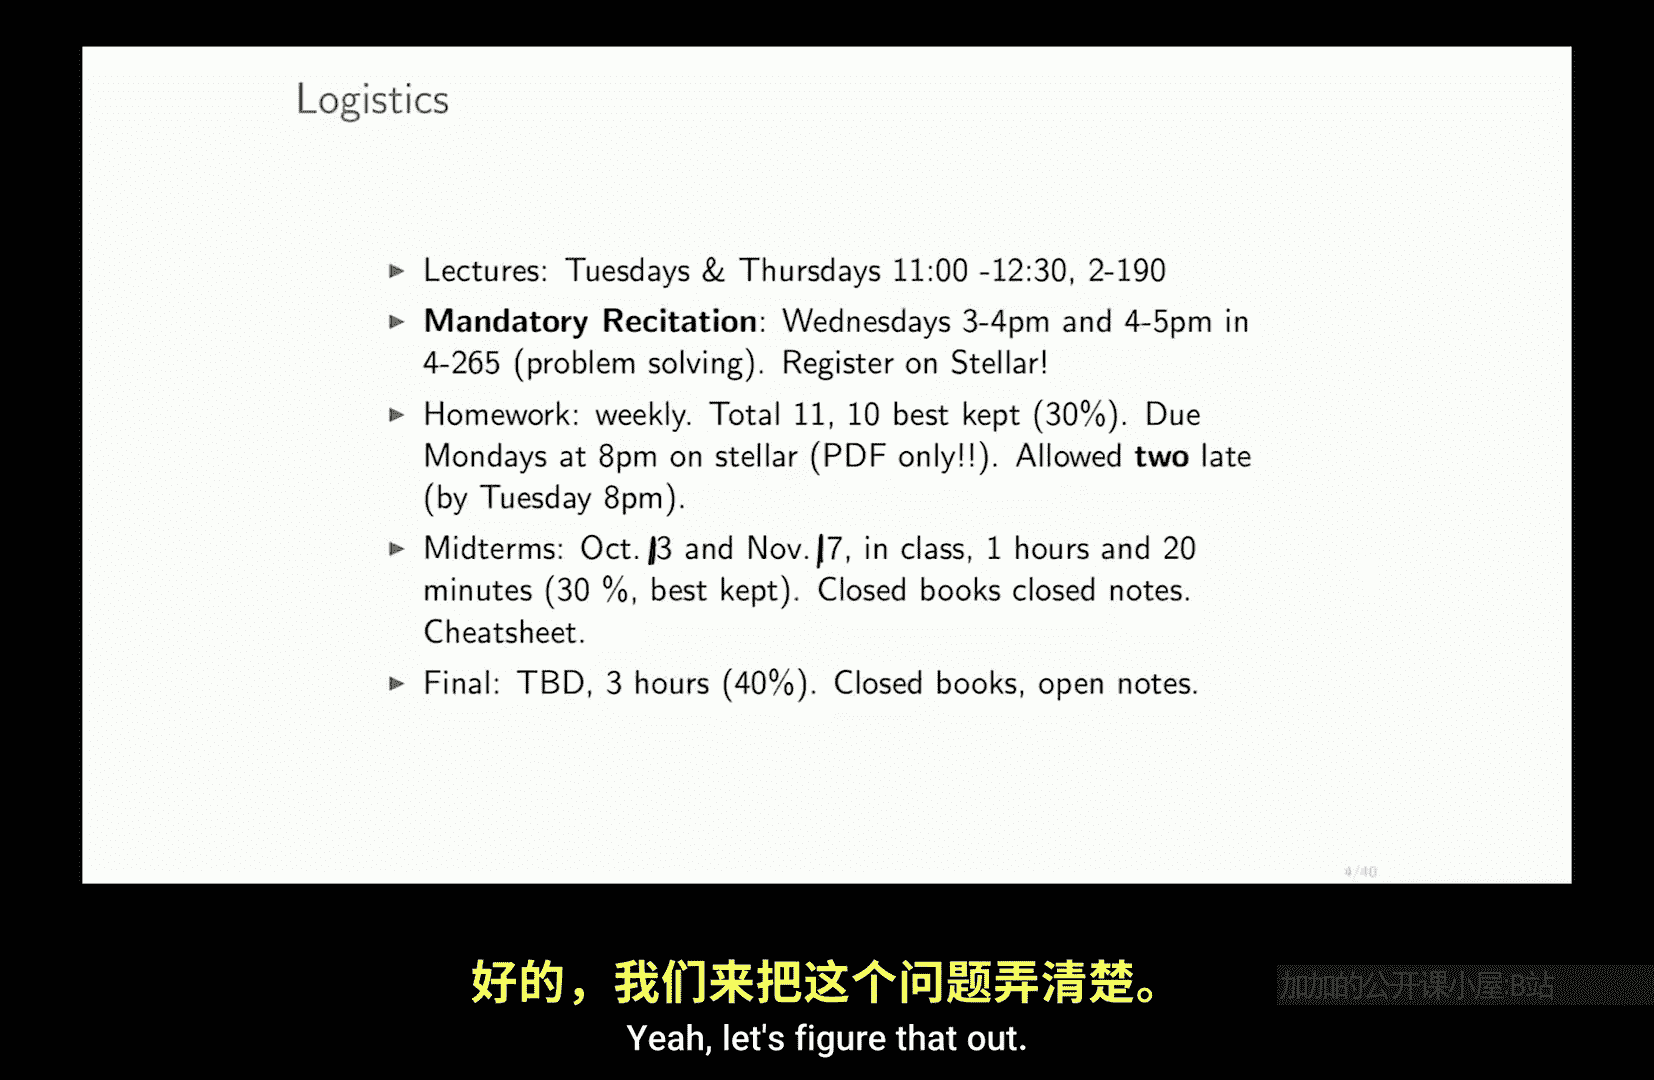 Logistics
▶ Lectures: Tuesdays & Thursdays 11:00 -12:30, 2-190
▶ Mandatory Recitation: Wednesdays 3-4pm and 4-5pm in
4-265 (problem solving). Register on Stellar!
▶ Homework: weekly. Total 11, 10 best kept (30%). Due
Mondays at 8pm on stellar (PDF only!!). Allowed two late
(by Tuesday 8pm).
▶ Midterms: Oct. 13 and Nov. 17, in class, 1 hours and 20
minutes (30 %, best kept). Closed books closed notes.
Cheatsheet.
▶ Final: TBD, 3 hours (40%). Closed books, open notes.
4/40
好的，我们来把这个问题弄清楚。
加加的公开课小屋:B站
Yeah, let's figure that out.